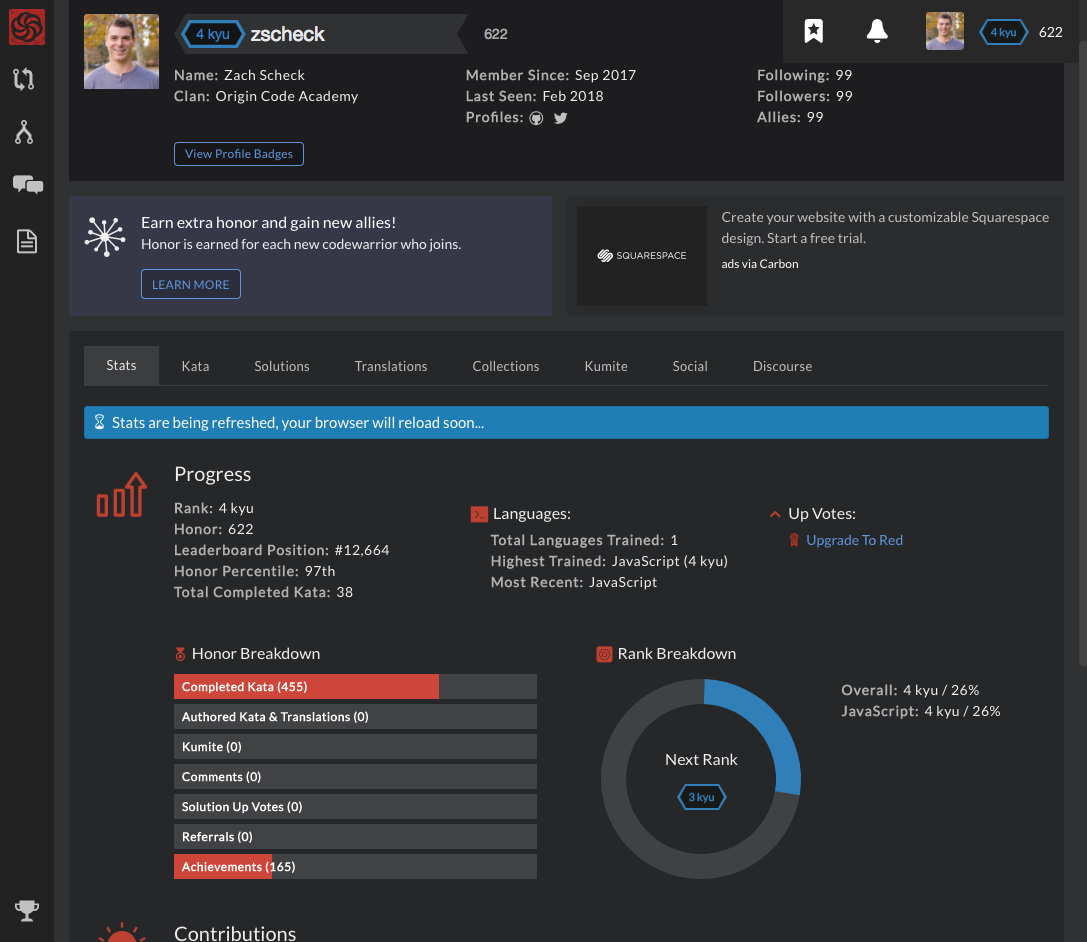 4 kyu zscheck 622
4 kyu 622
Name: Zach Scheck
Clan: Origin Code Academy
Member Since: Sep 2017
Last Seen: Feb 2018
Profiles:
Following: 99
Followers: 99
Allies: 99
View Profile Badges
Earn extra honor and gain new allies!
Honor is earned for each new codewarrior who joins.
LEARN MORE
SQUARESPACE
Create your website with a customizable Squarespace
design. Start a free trial.
ads via Carbon
Stats Kata Solutions Translations Collections Kumite Social Discourse
Stats are being refreshed, your browser will reload soon...
Progress
Rank: 4 kyu
Honor: 622
Leaderboard Position: #12,664
Honor Percentile: 97th
Total Completed Kata: 38
Languages:
Total Languages Trained: 1
Highest Trained: JavaScript (4 kyu)
Most Recent: JavaScript
Up Votes:
Upgrade To Red
Honor Breakdown
Completed Kata (455)
Authored Kata & Translations (0)
Kumite (0)
Comments (0)
Solution Up Votes (0)
Referrals (0)
Achievements (165)
Rank Breakdown
Next Rank
3 kyu
Overall: 4 kyu / 26%
JavaScript: 4 kyu / 26%
Contributions